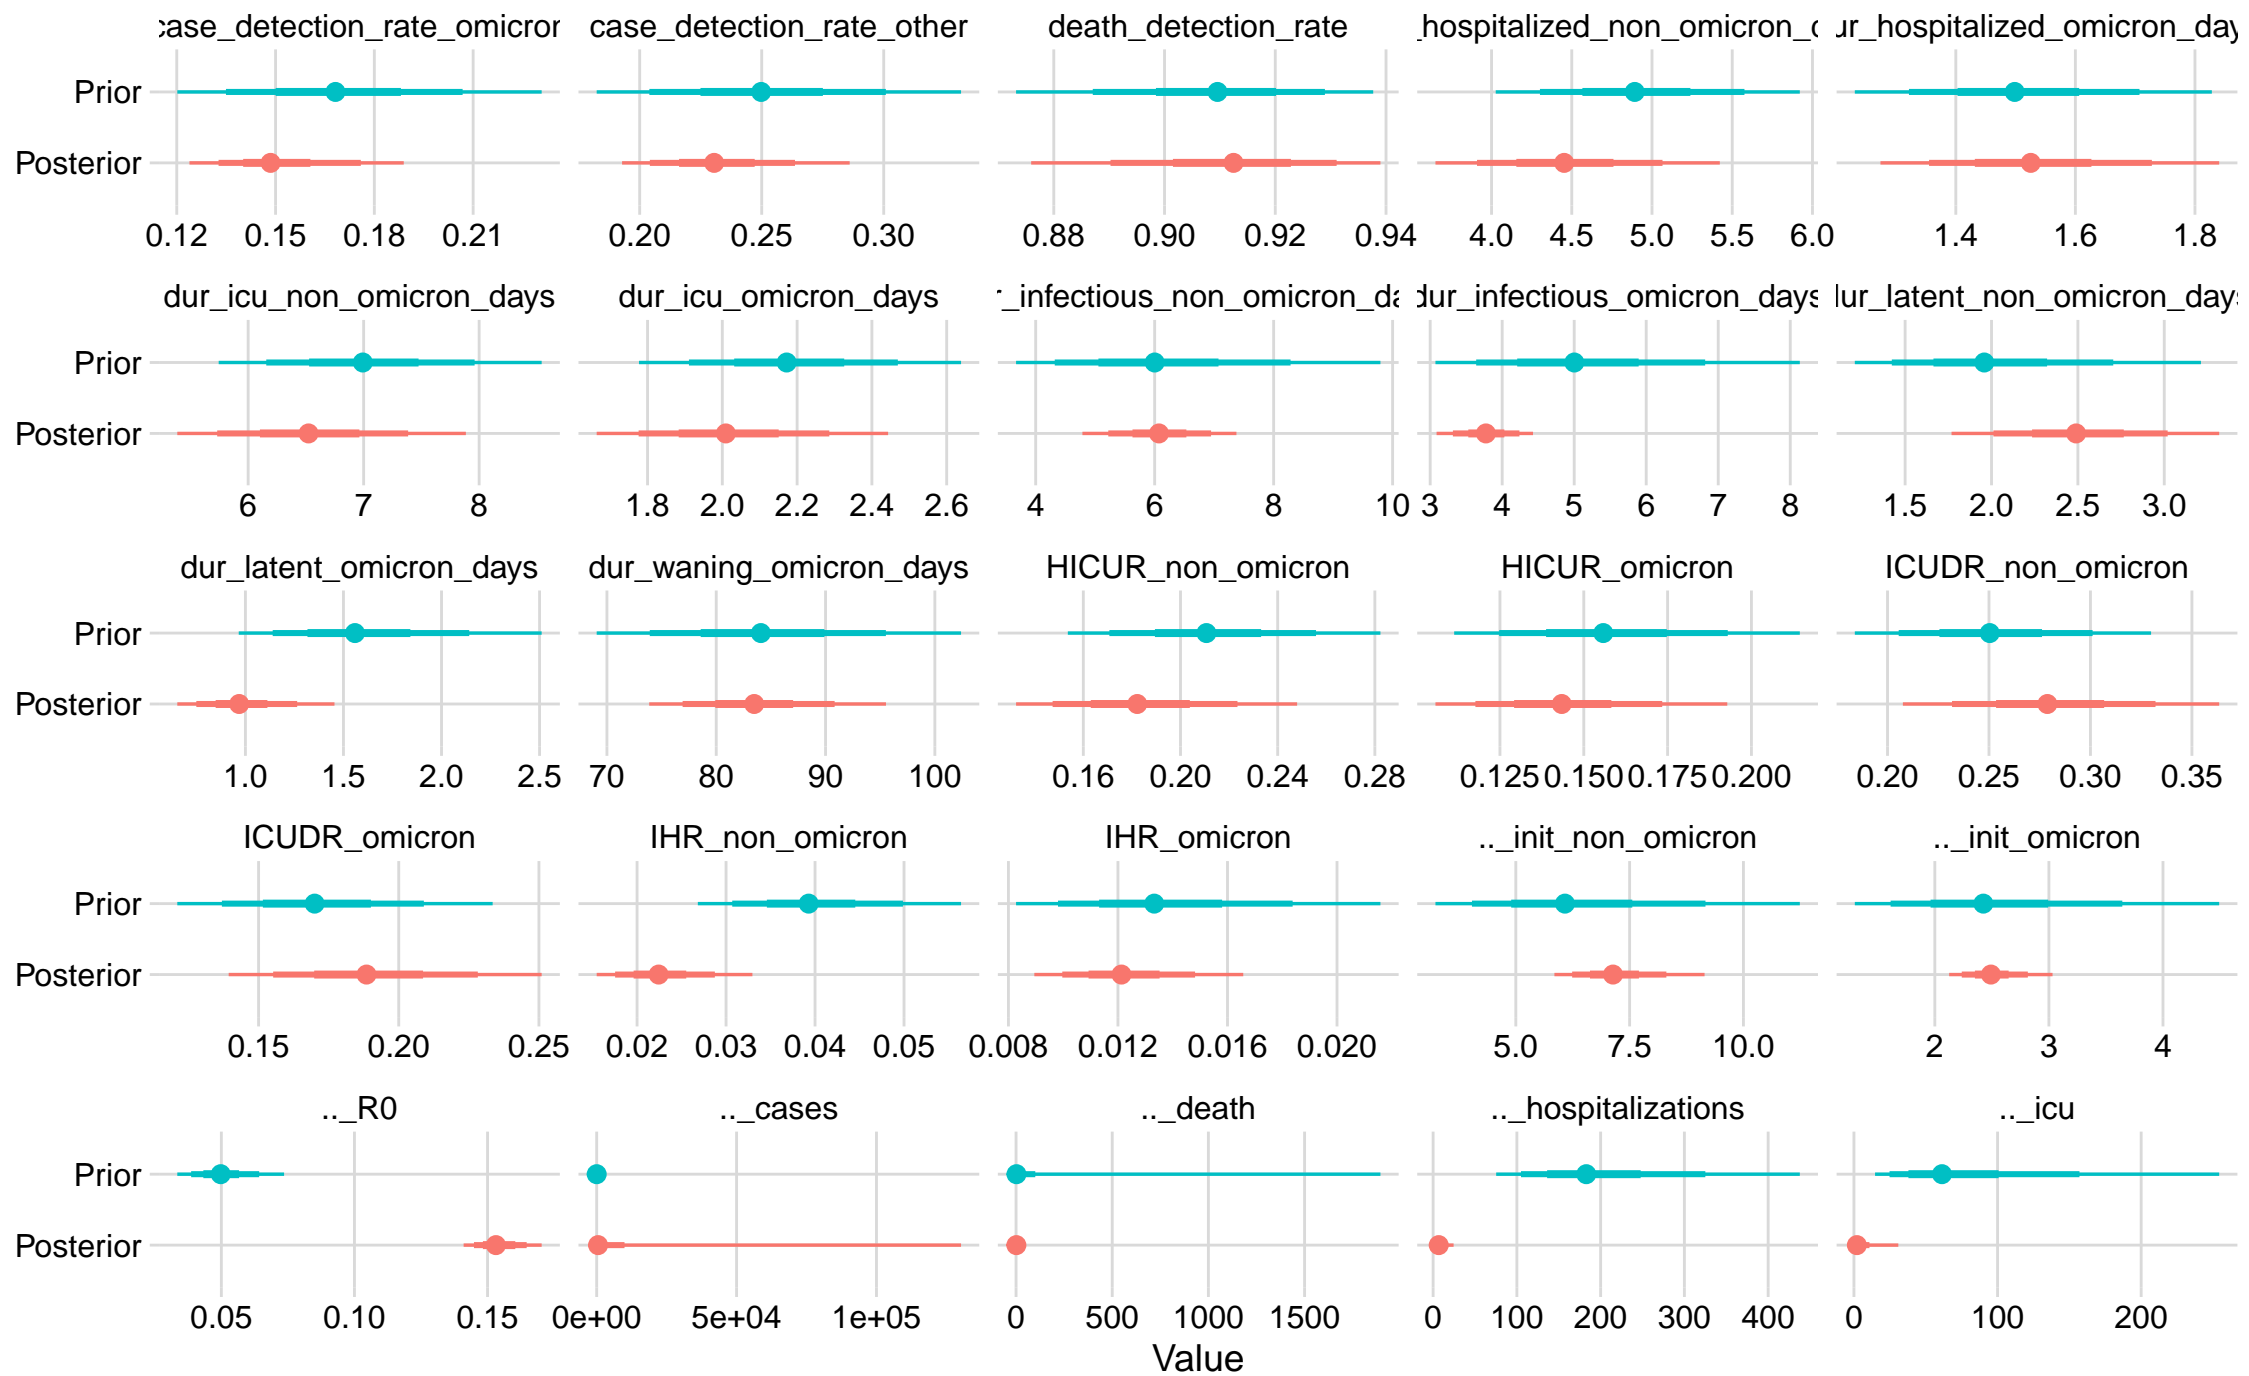 case_detection_rate_omicron case_detection_rate_other death_detection_rate _hospitalized_non_omicron_ ur_hospitalized_omicron_day
Prior
Posterior
0.12 0.15 0.18 0.21 0.20 0.25 0.30 0.88 0.90 0.92 0.94 4.0 4.5 5.0 5.5 6.0 1.4 1.6 1.8
dur_icu_non_omicron_days dur_icu_omicron_days r_infectious_non_omicron_da dur_infectious_omicron_days dur_latent_non_omicron_days
Prior
Posterior
6 7 8 1.8 2.0 2.2 2.4 2.6 4 6 8 10 3 4 5 6 7 8 1.5 2.0 2.5 3.0
dur_latent_omicron_days dur_waning_omicron_days HICUR_non_omicron HICUR_omicron ICUDR_non_omicron
Prior
Posterior
1.0 1.5 2.0 2.5 70 80 90 100 0.16 0.20 0.24 0.28 0.125 0.150 0.175 0.200 0.20 0.25 0.30 0.35
ICUDR_omicron IHR_non_omicron IHR_omicron .._init_non_omicron .._init_omicron
Prior
Posterior
0.15 0.20 0.25 0.02 0.03 0.04 0.05 0.008 0.012 0.016 0.020 5.0 7.5 10.0 2 3 4
.._R0 .._cases .._death .._hospitalizations .._icu
Prior
Posterior
0.05 0.10 0.15 0e+00 5e+04 1e+05 0 500 1000 1500 0 100 200 300 400 0 100 200
Value